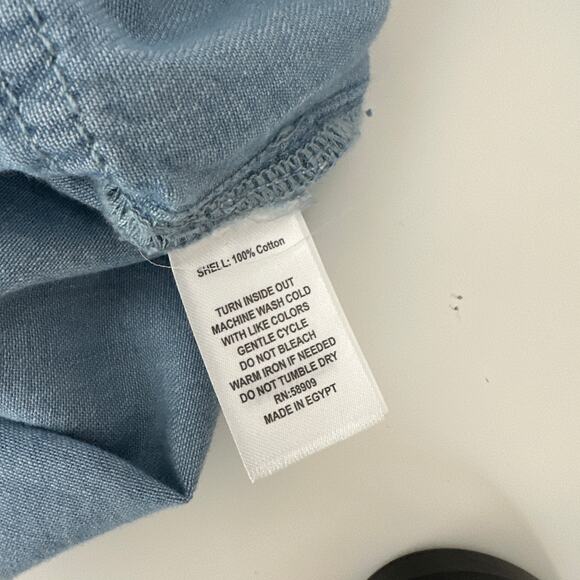 SHELL: 100% Cotton
TURN INSIDE OUT
MACHINE WASH COLD
WITH LIKE COLORS
GENTLE CYCLE
DO NOT BLEACH
WARM IRON IF NEEDED
DO NOT TUMBLE DRY
RN:58909
MADE IN EGYPT